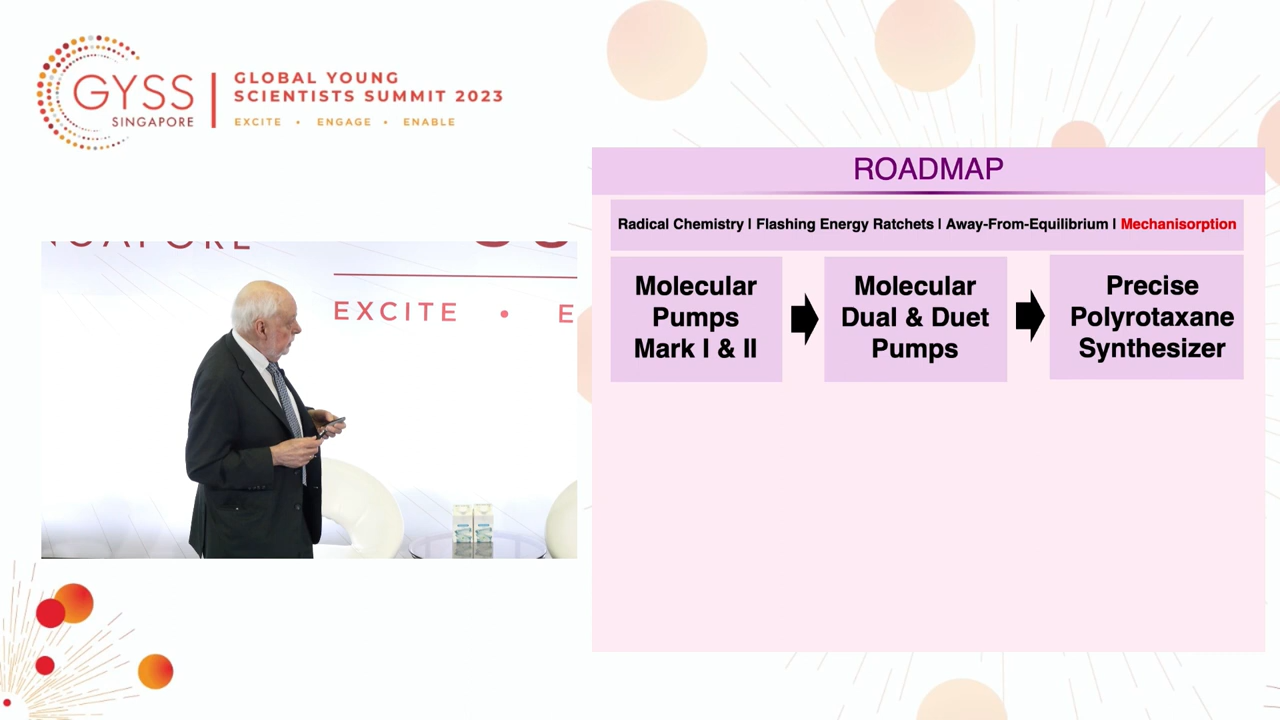 GYSS
SINGAPORE
GLOBAL YOUNG
SCIENTISTS SUMMIT 2023
EXCITE • ENGAGE • ENABLE
ROADMAP
Radical Chemistry | Flashing Energy Ratchets | Away-From-Equilibrium | Mechanisorption
Molecular
Pumps
Mark I & II
Molecular
Dual & Duet
Pumps
Precise
Polyrotaxane
Synthesizer
EXCITE • E